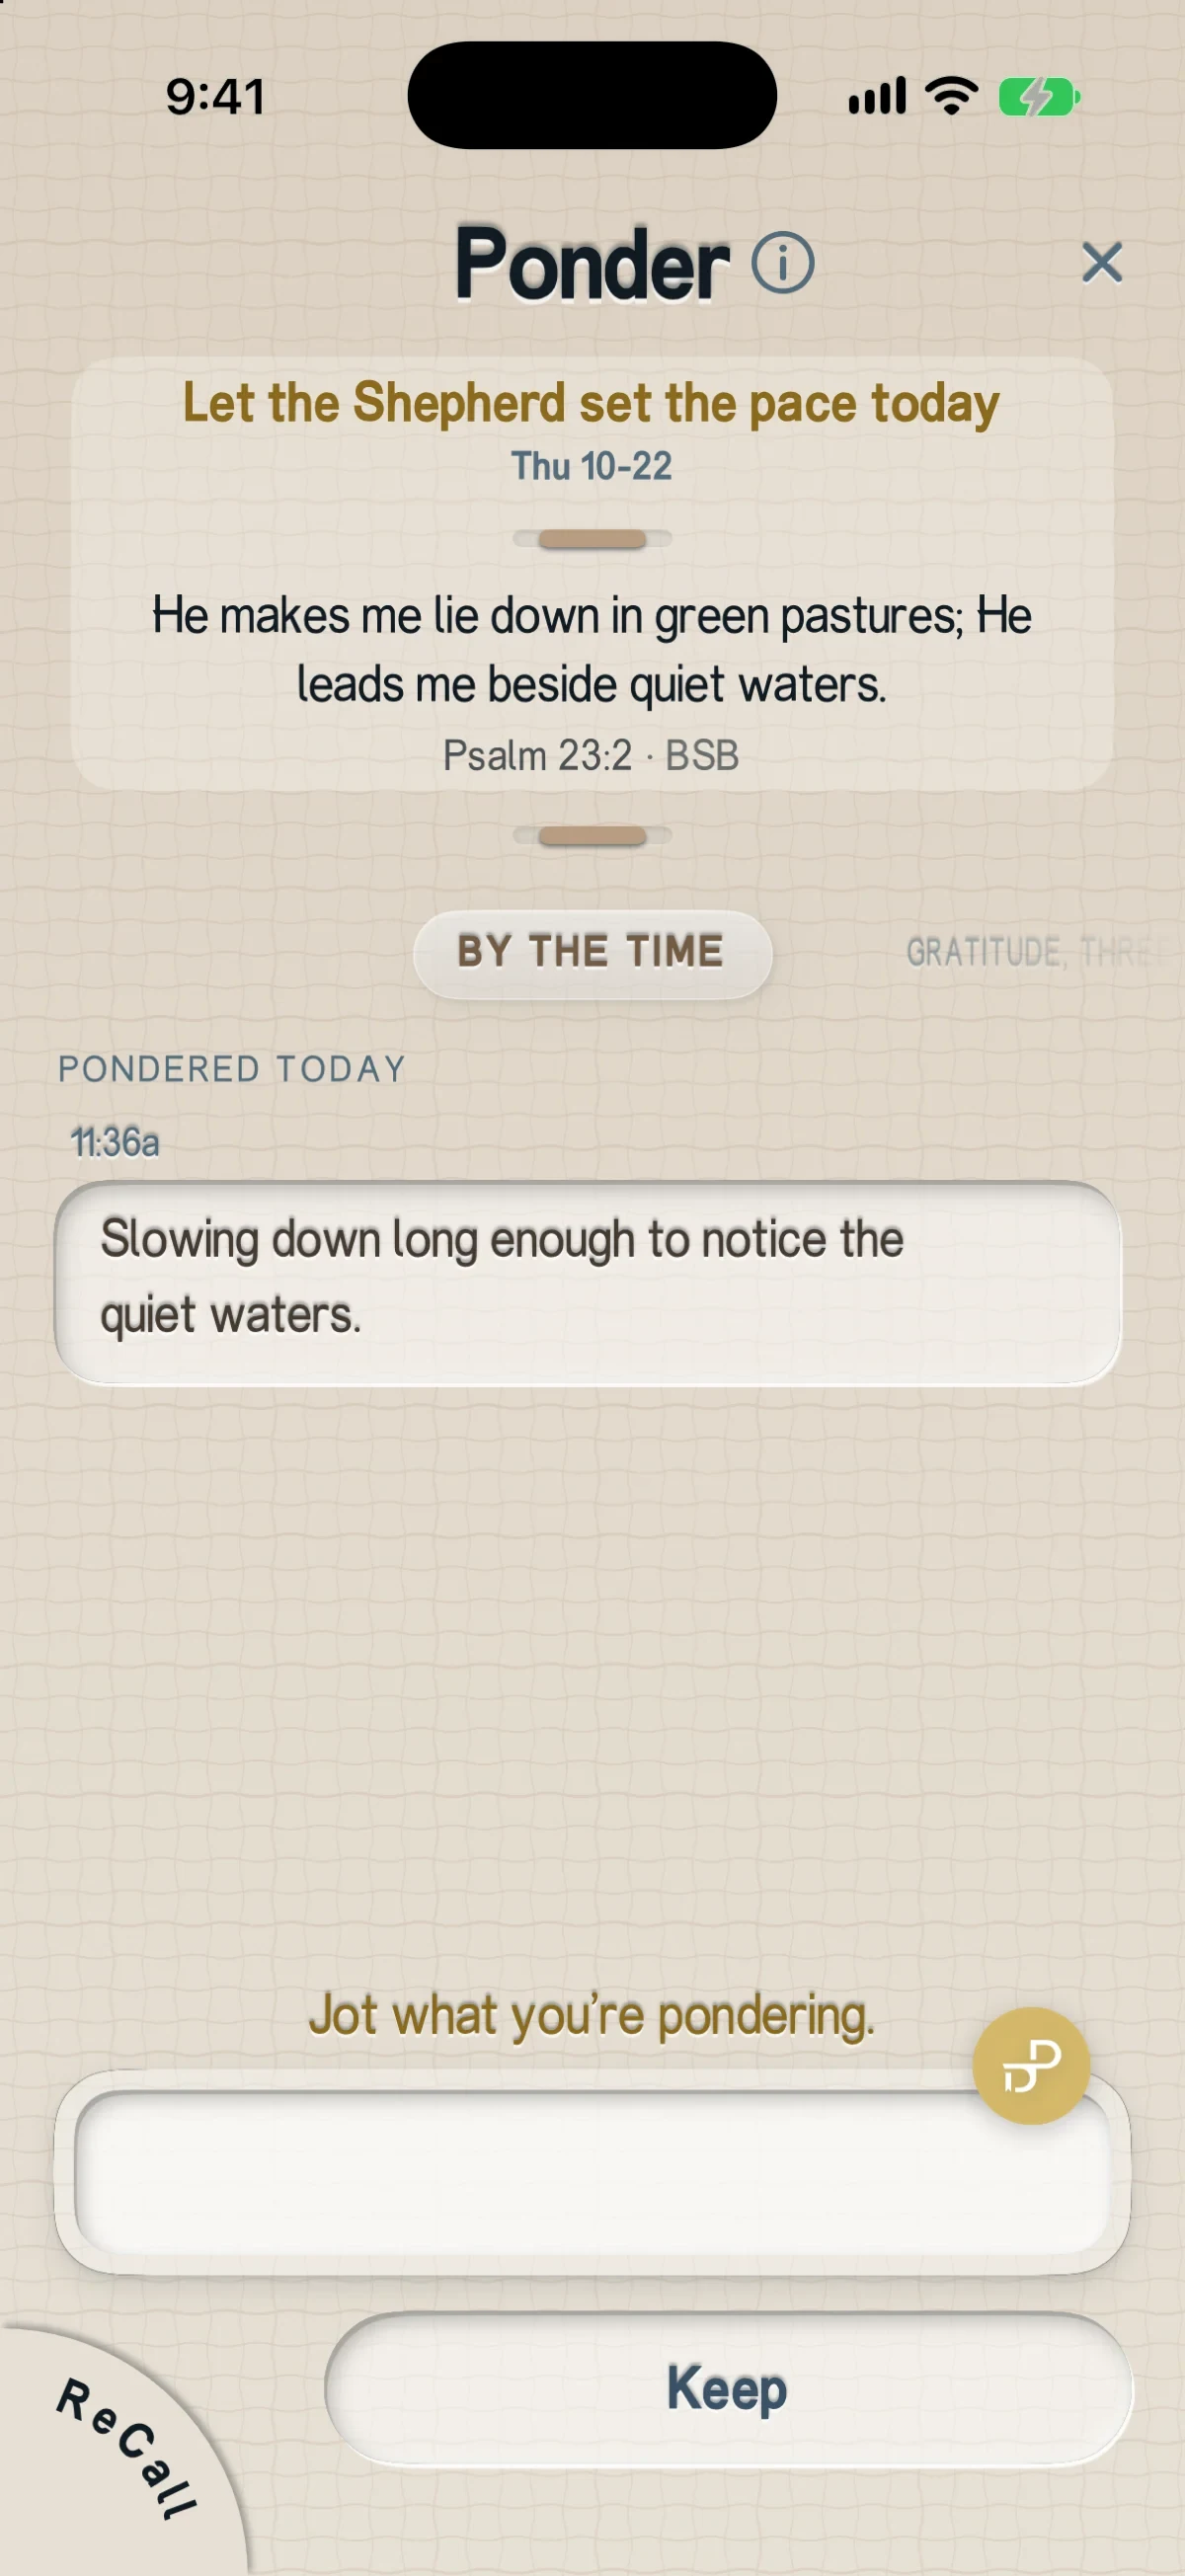 9:41
Ponder
Let the Shepherd set the pace today
Thu 10-22
He makes me lie down in green pastures; He
leads me beside quiet waters.
Psalm 23:2 · BSB
BY THE TIME
GRATITUDE, THREE
PONDERED TODAY
11:36a
Slowing down long enough to notice the
quiet waters.
Jot what you’re pondering.
Keep
ReCall